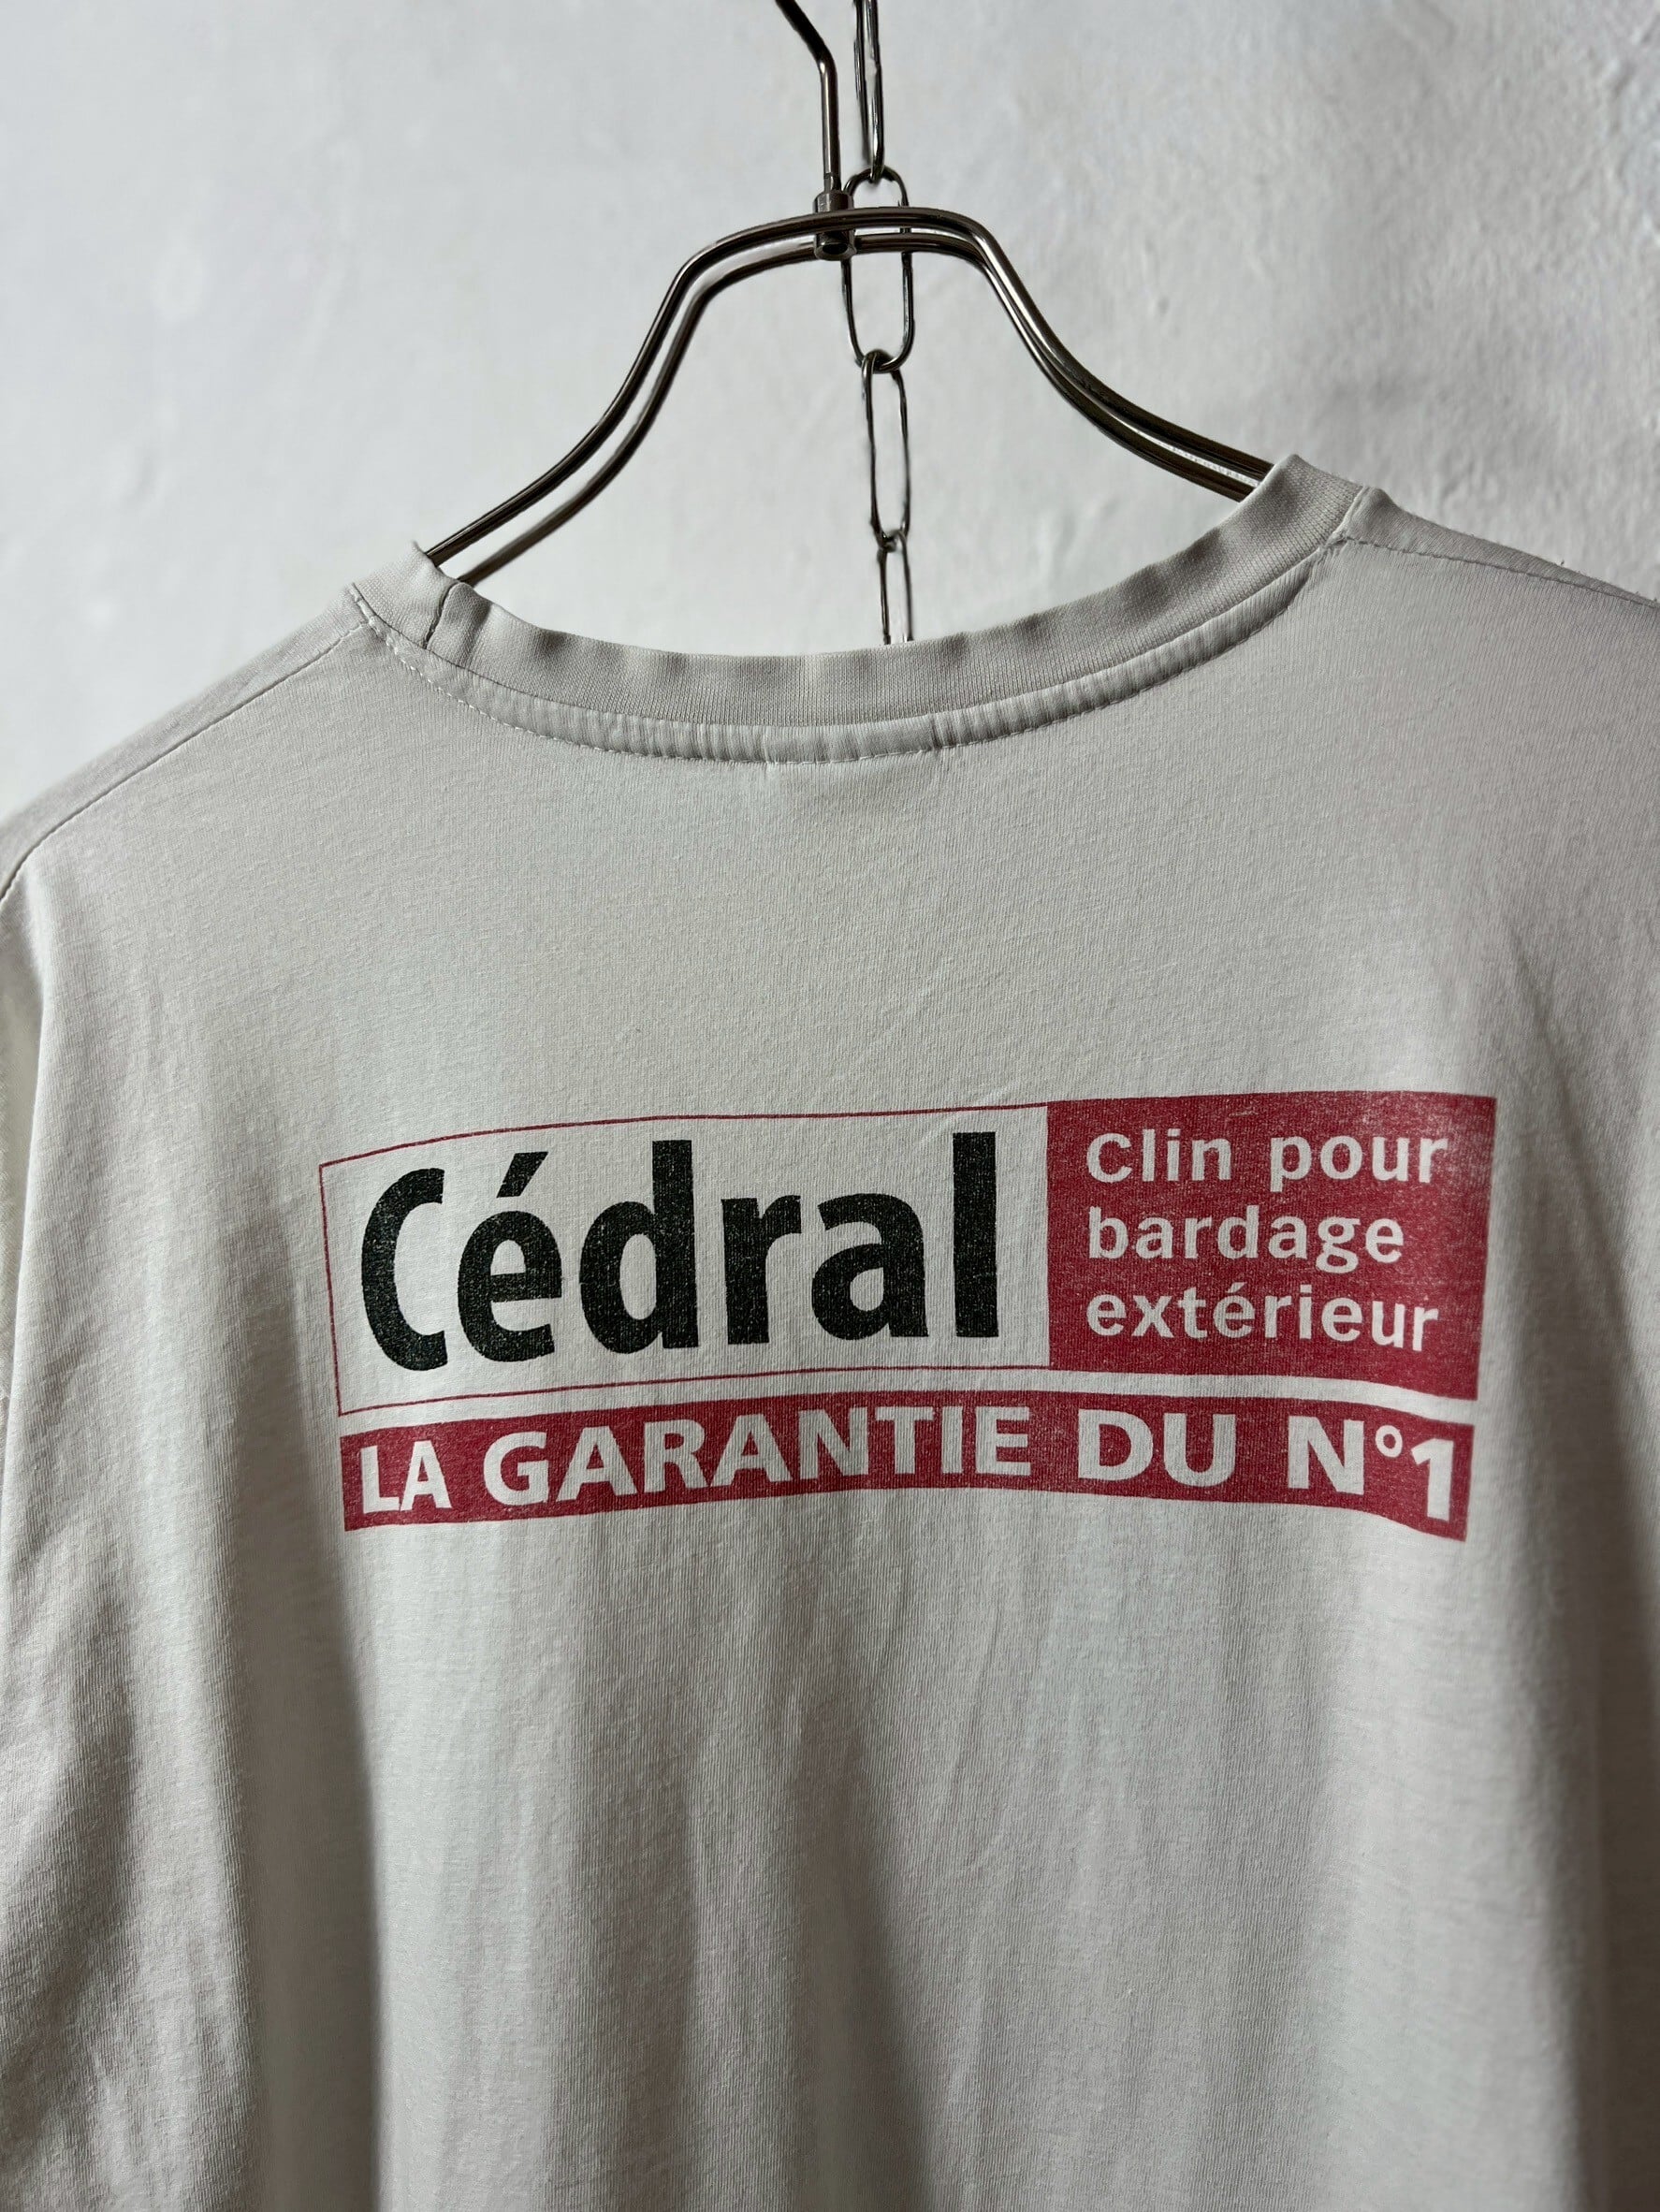 Cédral
Clin pour
bardage
extérieur
LA GARANTIE DU N°1